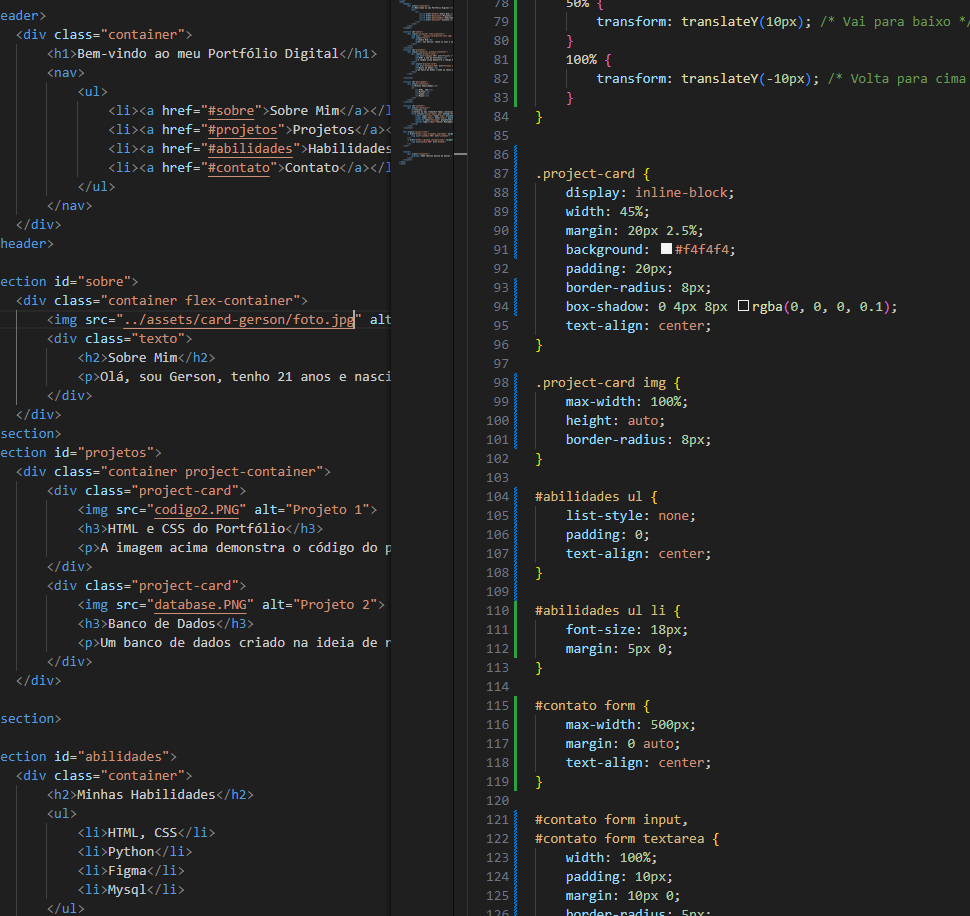 eader>
<div class="container">
<h1>Bem-vindo ao meu Portfólio Digital</h1>
<nav>
<ul>
<li><a href="#sobre">Sobre Mim</a></l
<li><a href="#projetos">Projetos</a><
<li><a href="#abilidades">Habilidades
<li><a href="#contato">Contato</a></l
</ul>
</nav>
</div>
header>
ection id="sobre">
<div class="container flex-container">
<img src="../assets/card-gerson/foto.jpg" alt
<div class="texto">
<h2>Sobre Mim</h2>
<p>Olá, sou Gerson, tenho 21 anos e nasci
</div>
</div>
section>
ection id="projetos">
<div class="container project-container">
<div class="project-card">
<img src="codigo2.PNG" alt="Projeto 1">
<h3>HTML e CSS do Portfólio</h3>
<p>A imagem acima demonstra o código do p
</div>
<div class="project-card">
<img src="database.PNG" alt="Projeto 2">
<h3>Banco de Dados</h3>
<p>Um banco de dados criado na ideia de r
</div>
</div>
section>
ection id="abilidades">
<div class="container">
<h2>Minhas Habilidades</h2>
<ul>
<li>HTML, CSS</li>
<li>Python</li>
<li>Figma</li>
<li>Mysql</li>
</ul>
78 50% {
79 transform: translateY(10px); /* Vai para baixo */
80 }
81 100% {
82 transform: translateY(-10px); /* Volta para cima
83 }
84 }
85
86
87 .project-card {
88 display: inline-block;
89 width: 45%;
90 margin: 20px 2.5%;
91 background: #f4f4f4;
92 padding: 20px;
93 border-radius: 8px;
94 box-shadow: 0 4px 8px rgba(0, 0, 0, 0.1);
95 text-align: center;
96 }
97
98 .project-card img {
99 max-width: 100%;
100 height: auto;
101 border-radius: 8px;
102 }
103
104 #abilidades ul {
105 list-style: none;
106 padding: 0;
107 text-align: center;
108 }
109
110 #abilidades ul li {
111 font-size: 18px;
112 margin: 5px 0;
113 }
114
115 #contato form {
116 max-width: 500px;
117 margin: 0 auto;
118 text-align: center;
119 }
120
121 #contato form input,
122 #contato form textarea {
123 width: 100%;
124 padding: 10px;
125 margin: 10px 0;
126 border-radius: 5px;